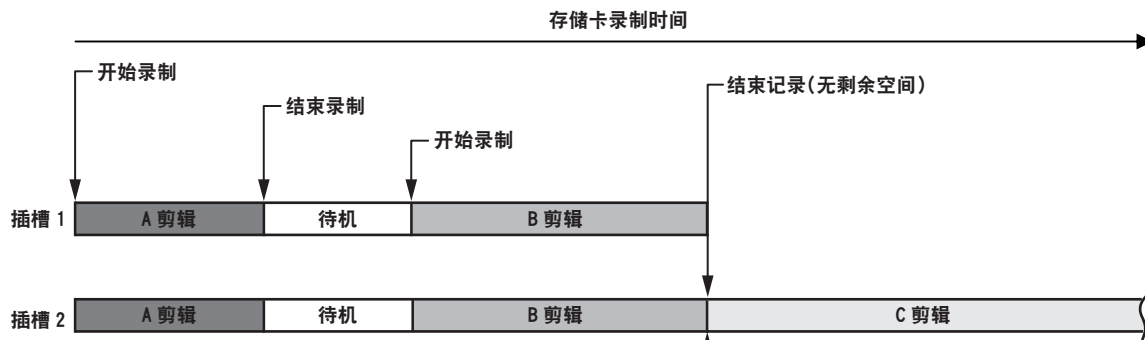 存储卡录制时间
开始录制
结束记录(无剩余空间)
结束录制
开始录制
插槽 1 A 剪辑 待机 B 剪辑
插槽 2 A 剪辑 待机 B 剪辑 C 剪辑